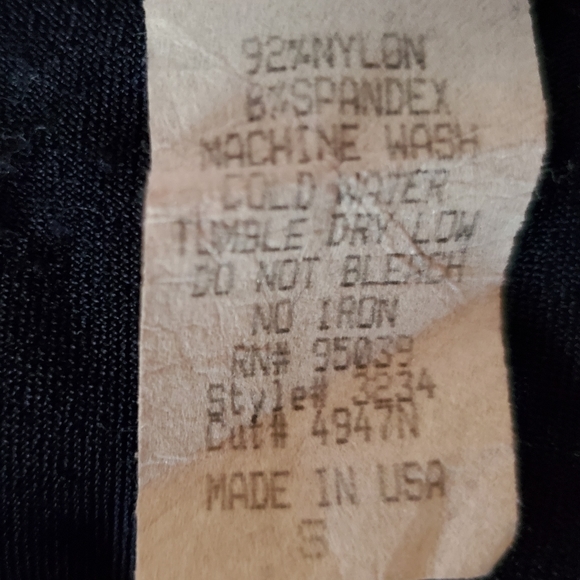 92%NYLON
8%SPANDEX
MACHINE WASH
COLD WATER
TUMBLE DRY LOW
DO NOT BLEACH
NO IRON
RN# 95039
Style# 3234
Cut# 4947N
MADE IN USA
S